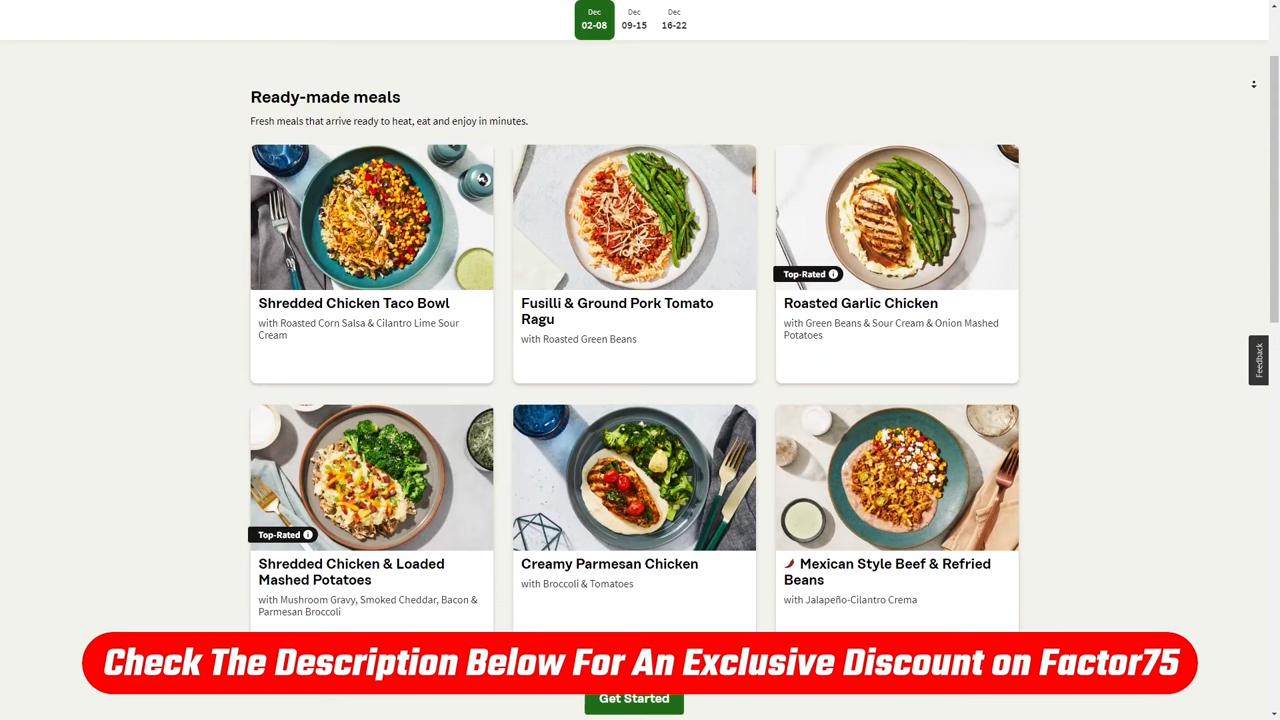 Dec
02-08
Dec
09-15
Dec
16-22
Ready-made meals
Fresh meals that arrive ready to heat, eat and enjoy in minutes.
Shredded Chicken Taco Bowl
with Roasted Corn Salsa & Cilantro Lime Sour
Cream
Fusilli & Ground Pork Tomato
Ragu
with Roasted Green Beans
Top-Rated
Roasted Garlic Chicken
with Green Beans & Sour Cream & Onion Mashed
Potatoes
Feedback
Top-Rated
Shredded Chicken & Loaded
Mashed Potatoes
with Mushroom Gravy, Smoked Cheddar, Bacon &
Parmesan Broccoli
Creamy Parmesan Chicken
with Broccoli & Tomatoes
Mexican Style Beef & Refried
Beans
with Jalapeño-Cilantro Crema
Check The Description Below For An Exclusive Discount on Factor75
Get Started